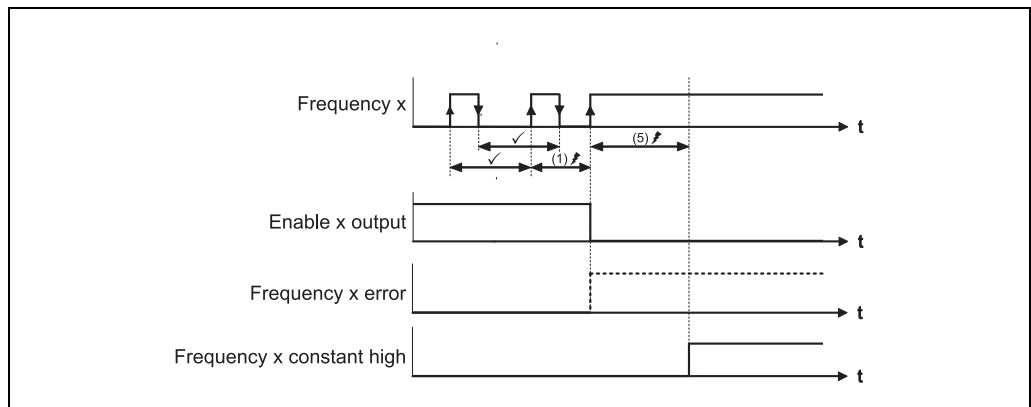 Frequency x
t
✓
(5)
✓
(1)
Enable x output
t
Frequency x error
t
Frequency x constant high
t